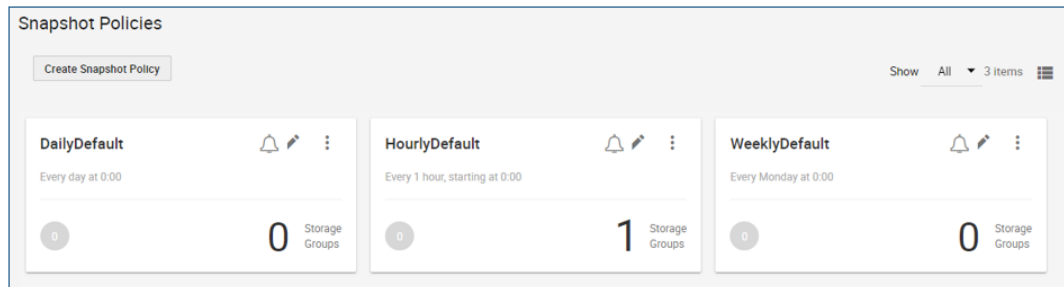 Snapshot Policies
Create Snapshot Policy
Show All 3 items
DailyDefault
Every day at 0:00
0
0 Storage Groups
HourlyDefault
Every 1 hour, starting at 0:00
0
1 Storage Groups
WeeklyDefault
Every Monday at 0:00
0
0 Storage Groups